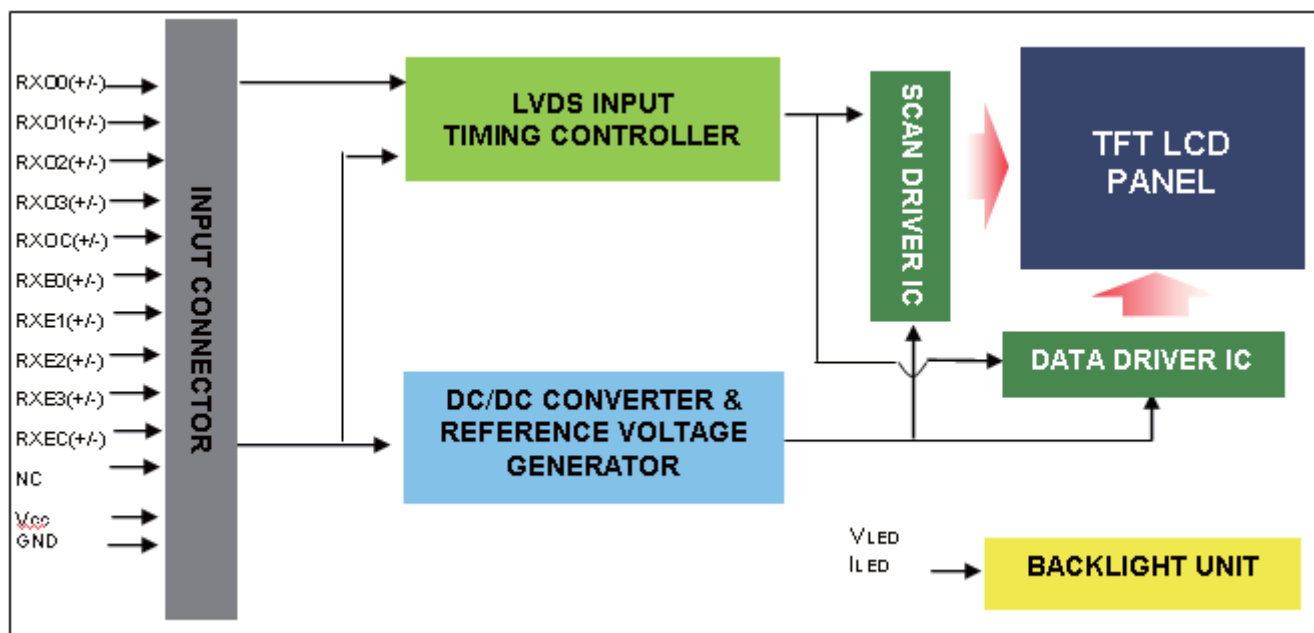 RXO0(+/-)
RXO1(+/-)
RXO2(+/-)
RXO3(+/-)
RXOC(+/-)
RXE0(+/-)
RXE1(+/-)
RXE2(+/-)
RXE3(+/-)
RXEC(+/-)
NC
Vcc
GND
INPUT CONNECTOR
LVDS INPUT
TIMING CONTROLLER
DC/DC CONVERTER &
REFERENCE VOLTAGE
GENERATOR
SCAN DRIVER IC
TFT LCD
PANEL
DATA DRIVER IC
VLED
ILED
BACKLIGHT UNIT